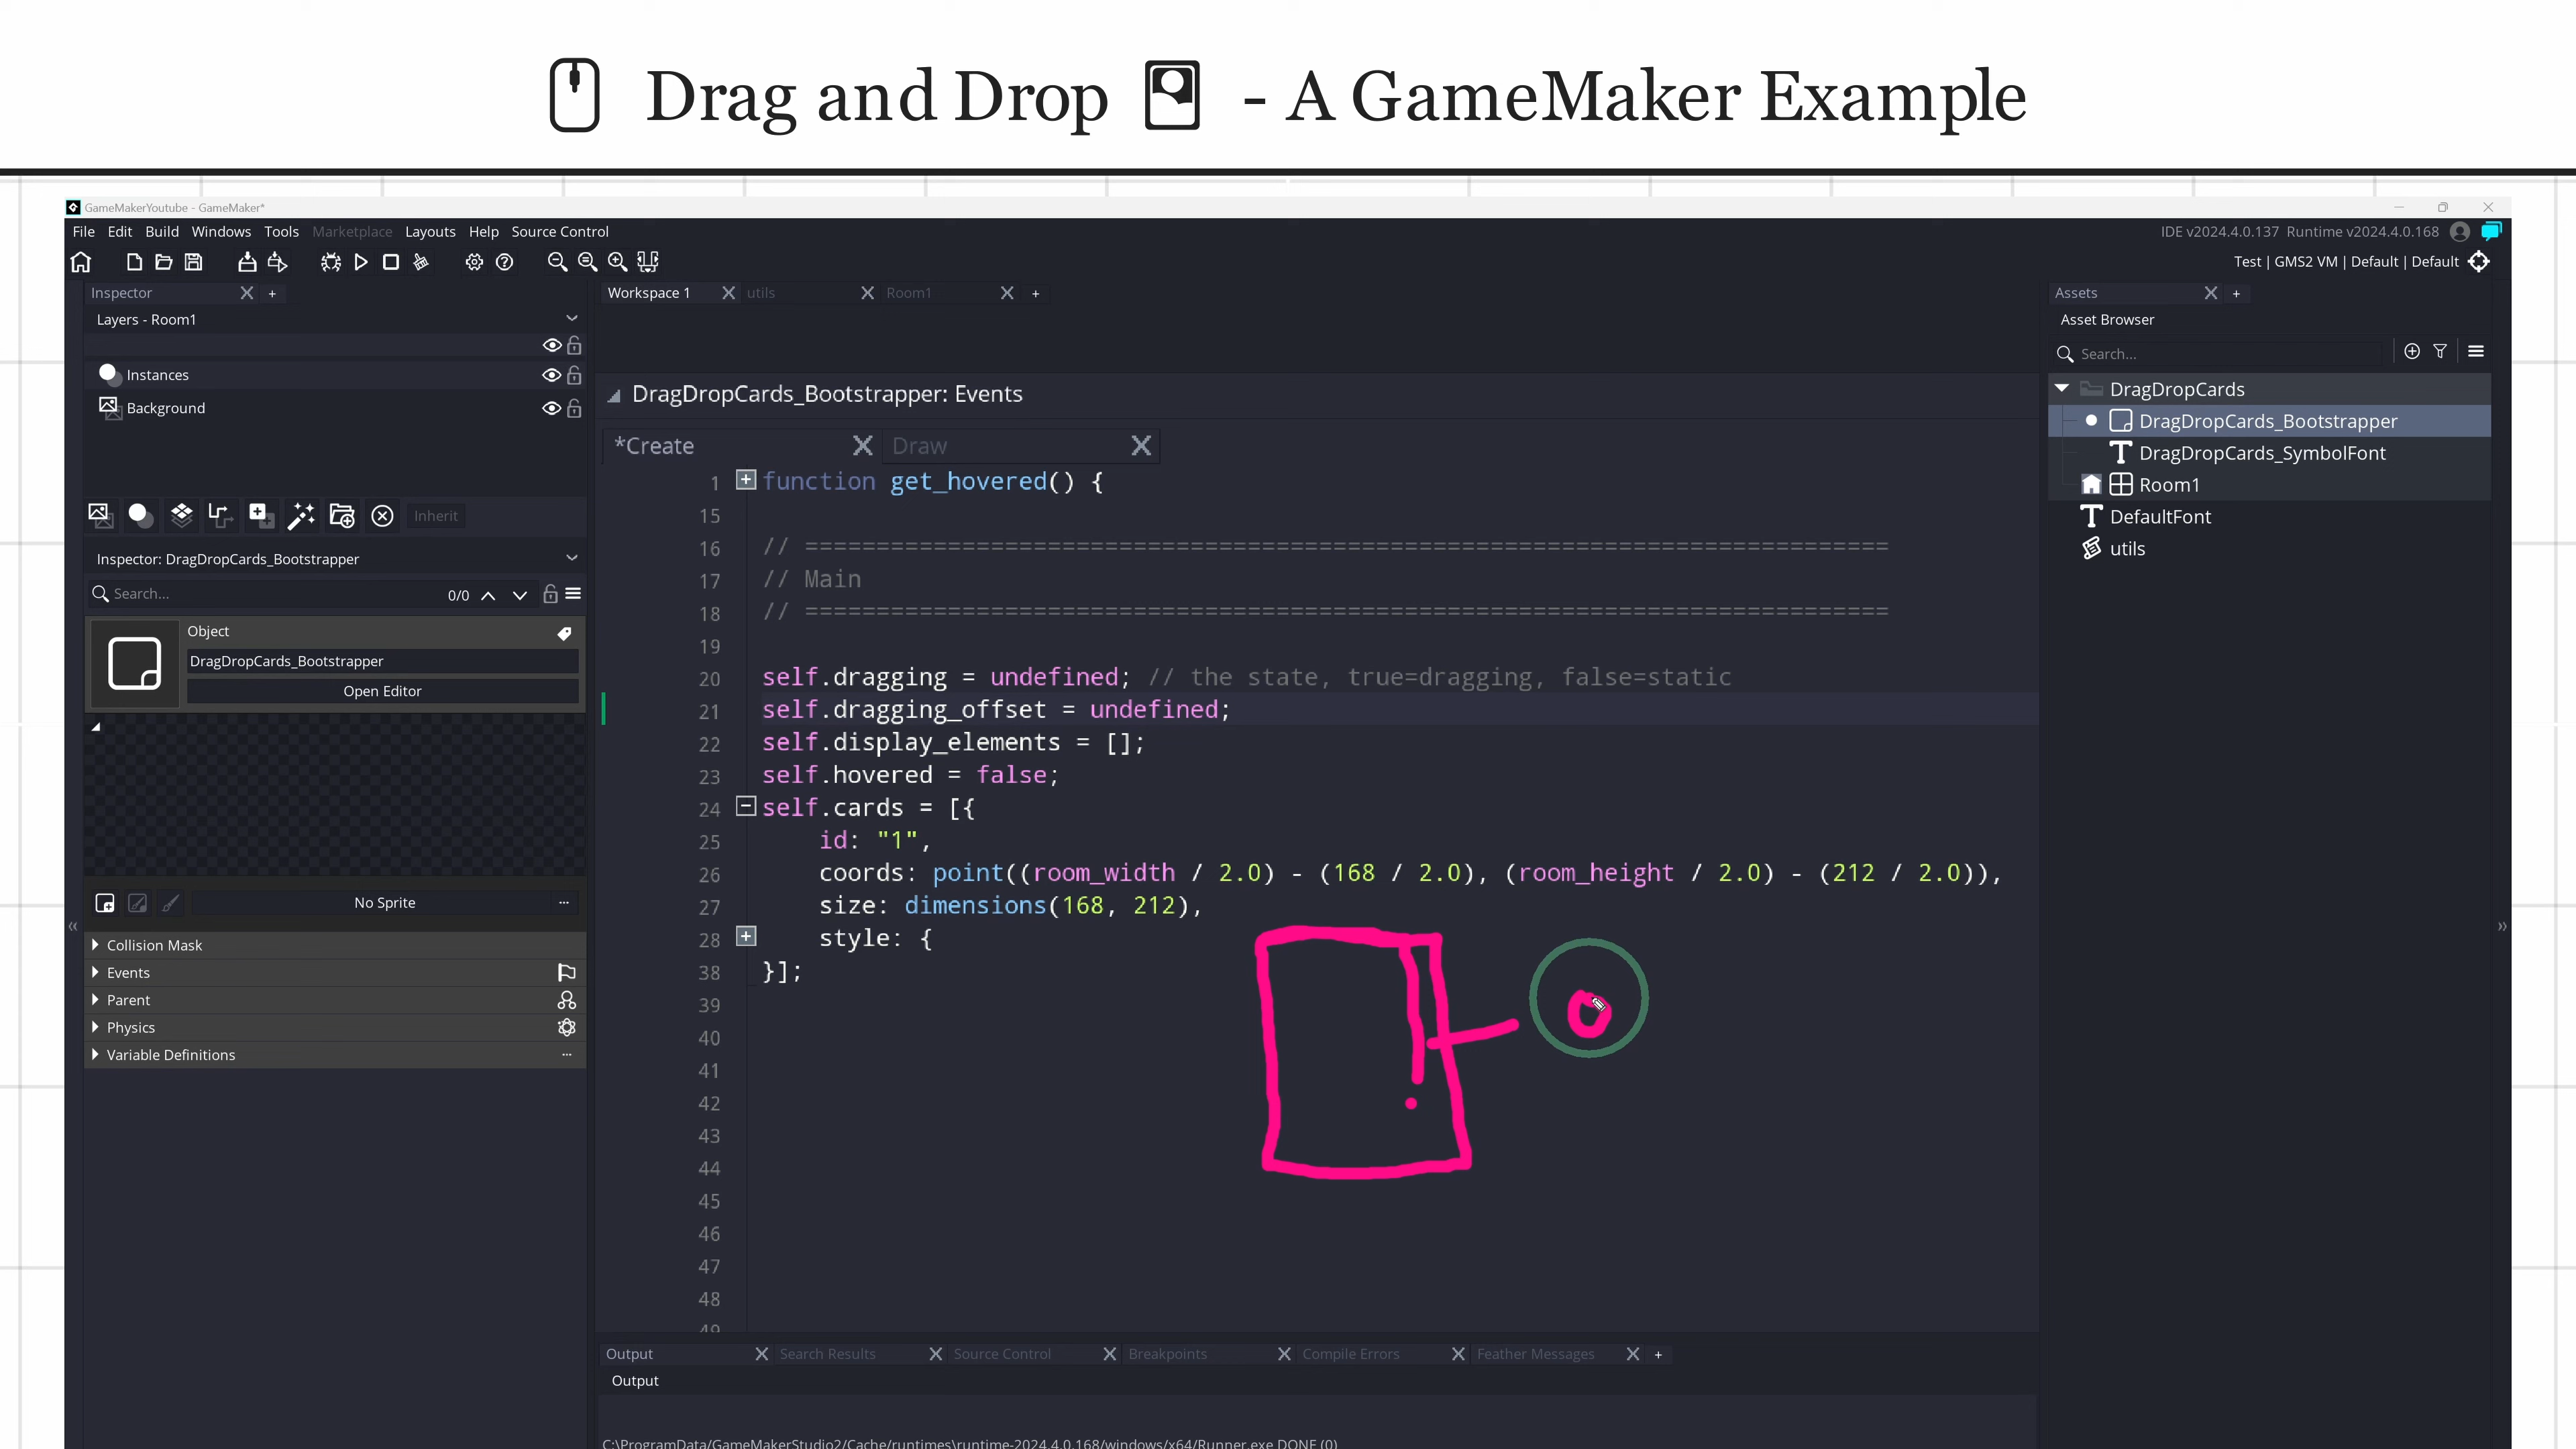 Drag and Drop - A GameMaker Example
GameMakerYoutube - GameMaker*
File Edit Build Windows Tools Marketplace Layouts Help Source Control
IDE v2024.4.0.137 Runtime v2024.4.0.168
Test | GMS2 VM | Default | Default
Inspector
Workspace 1 utils Room1
Assets
Layers - Room1
Asset Browser
Search...
Instances
Background
DragDropCards_Bootstrapper: Events
DragDropCards
DragDropCards_Bootstrapper
DragDropCards_SymbolFont
Room1
DefaultFont
utils
*Create Draw
Inherit
Inspector: DragDropCards_Bootstrapper
Search... 0/0
Object
DragDropCards_Bootstrapper
Open Editor
No Sprite
Collision Mask
Events
Parent
Physics
Variable Definitions
1 function get_hovered() {
15
16 // ============================================================================
17 // Main
18 // ============================================================================
19
20 self.dragging = undefined; // the state, true=dragging, false=static
21 self.dragging_offset = undefined;
22 self.display_elements = [];
23 self.hovered = false;
24 self.cards = [{
25 id: "1",
26 coords: point((room_width / 2.0) - (168 / 2.0), (room_height / 2.0) - (212 / 2.0)),
27 size: dimensions(168, 212),
28 style: {
38 }];
39
40
41
42
43
44
45
46
47
48
49
Output Search Results Source Control Breakpoints Compile Errors Feather Messages
Output
C:\ProgramData/GameMakerStudio2/Cache/runtimes\runtime-2024.4.0.168/windows/x64/Runner.exe DONE (0)